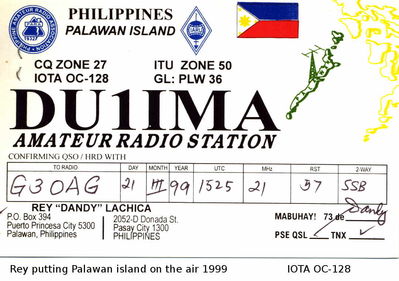 PHILIPPINES
PALAWAN ISLAND
CQ ZONE 27 ITU ZONE 50
IOTA OC-128 GL: PLW 36
DU1IMA
AMATEUR RADIO STATION
CONFIRMING QSO / HRD WITH
TO RADIO DAY MONTH YEAR UTC MHz RST 2-WAY
G3OAG 21 III 99 1525 21 57 SSB
REY "DANDY" LACHICA
P.O. Box 394
Puerto Princesa City 5300
Palawan, Philippines
2052-D Donada St.
Pasay City 1300
PHILIPPINES
MABUHAY! 73 de Dandy
PSE QSL TNX ✓
Rey putting Palawan island on the air 1999 IOTA OC-128